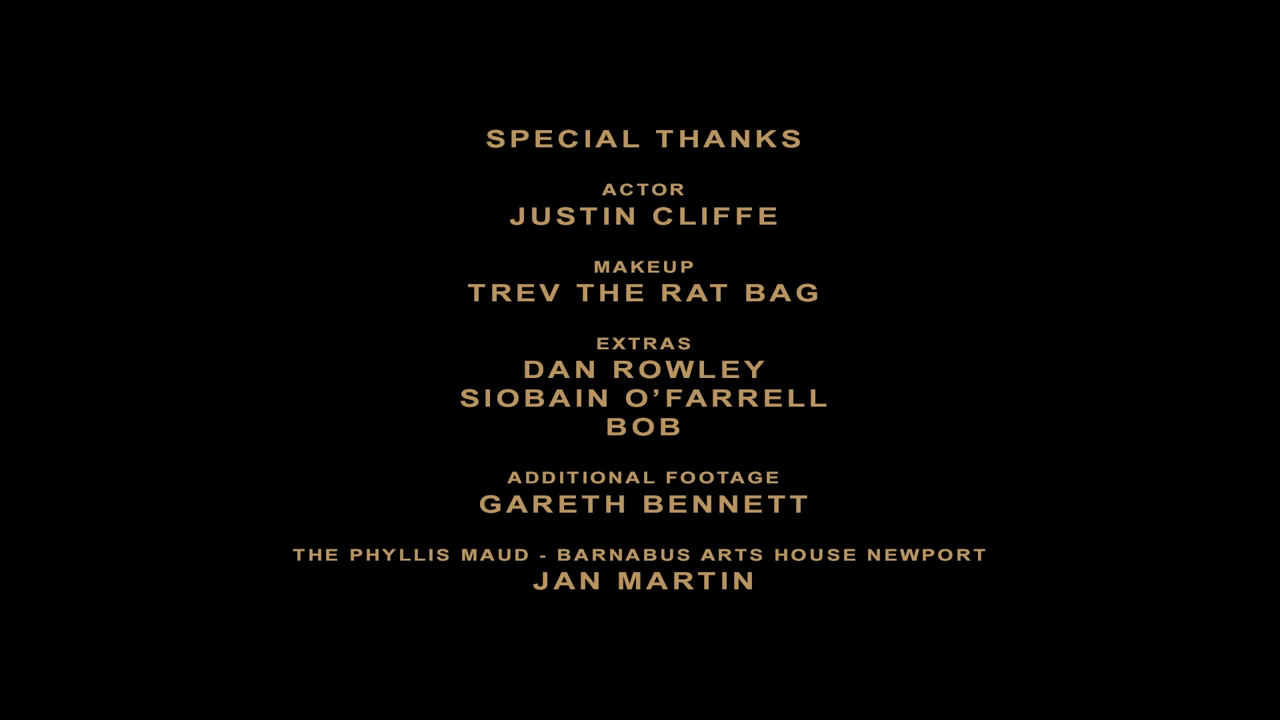 SPECIAL THANKS
ACTOR
JUSTIN CLIFFE
MAKEUP
TREV THE RAT BAG
EXTRAS
DAN ROWLEY
SIOBAIN O’FARRELL
BOB
ADDITIONAL FOOTAGE
GARETH BENNETT
THE PHYLLIS MAUD - BARNABUS ARTS HOUSE NEWPORT
JAN MARTIN